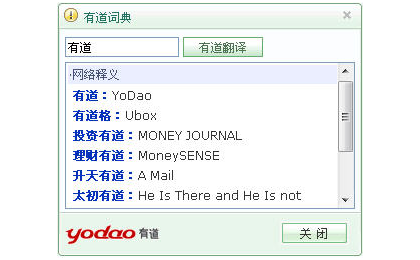 有道词典
有道 有道翻译
·网络释义
有道：YoDao
有道格：Ubox
投资有道：MONEY JOURNAL
理财有道：MoneySENSE
升天有道：A Mail
太初有道：He Is There and He Is not
yodao 有道 关 闭